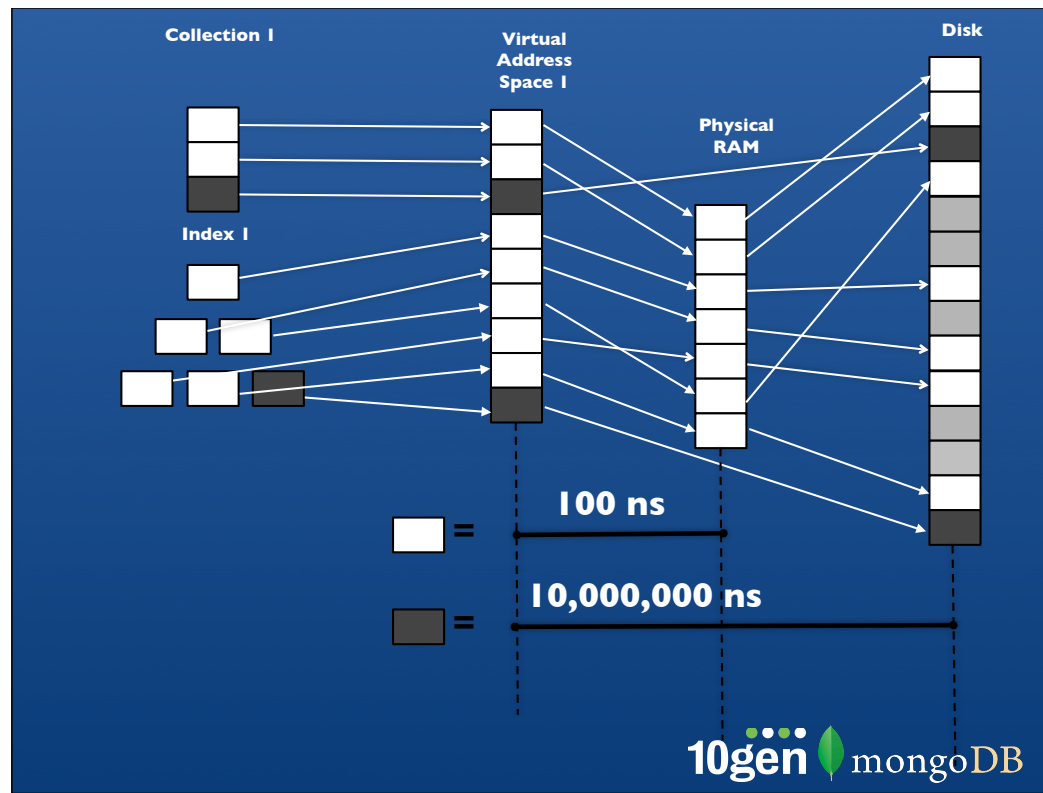 Collection 1
Virtual
Address
Space 1
Disk
Physical
RAM
Index 1
100 ns
=
10,000,000 ns
=
10gen mongoDB